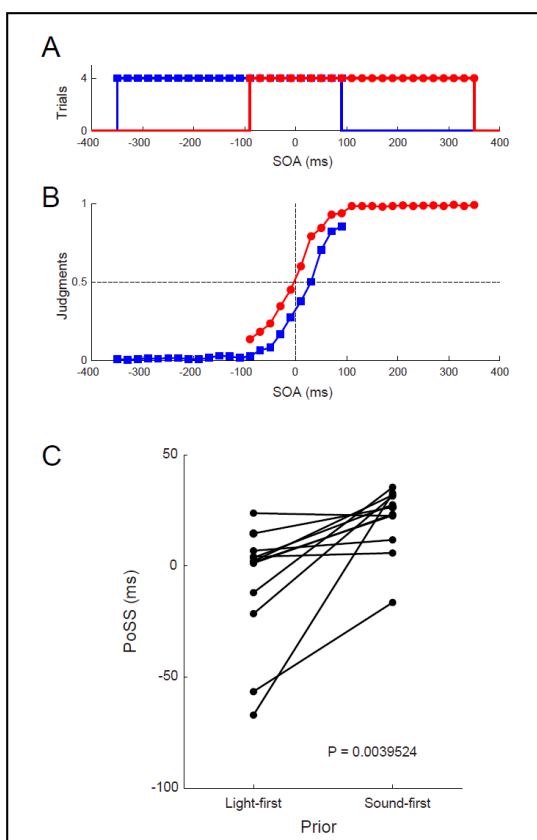 A
Trials
4
0
-400 -300 -200 -100 0 100 200 300 400
SOA (ms)
B
Judgments
1
0.5
0
-400 -300 -200 -100 0 100 200 300 400
SOA (ms)
C
PoSS (ms)
50
0
-50
-100
P = 0.0039524
Light-first Sound-first
Prior